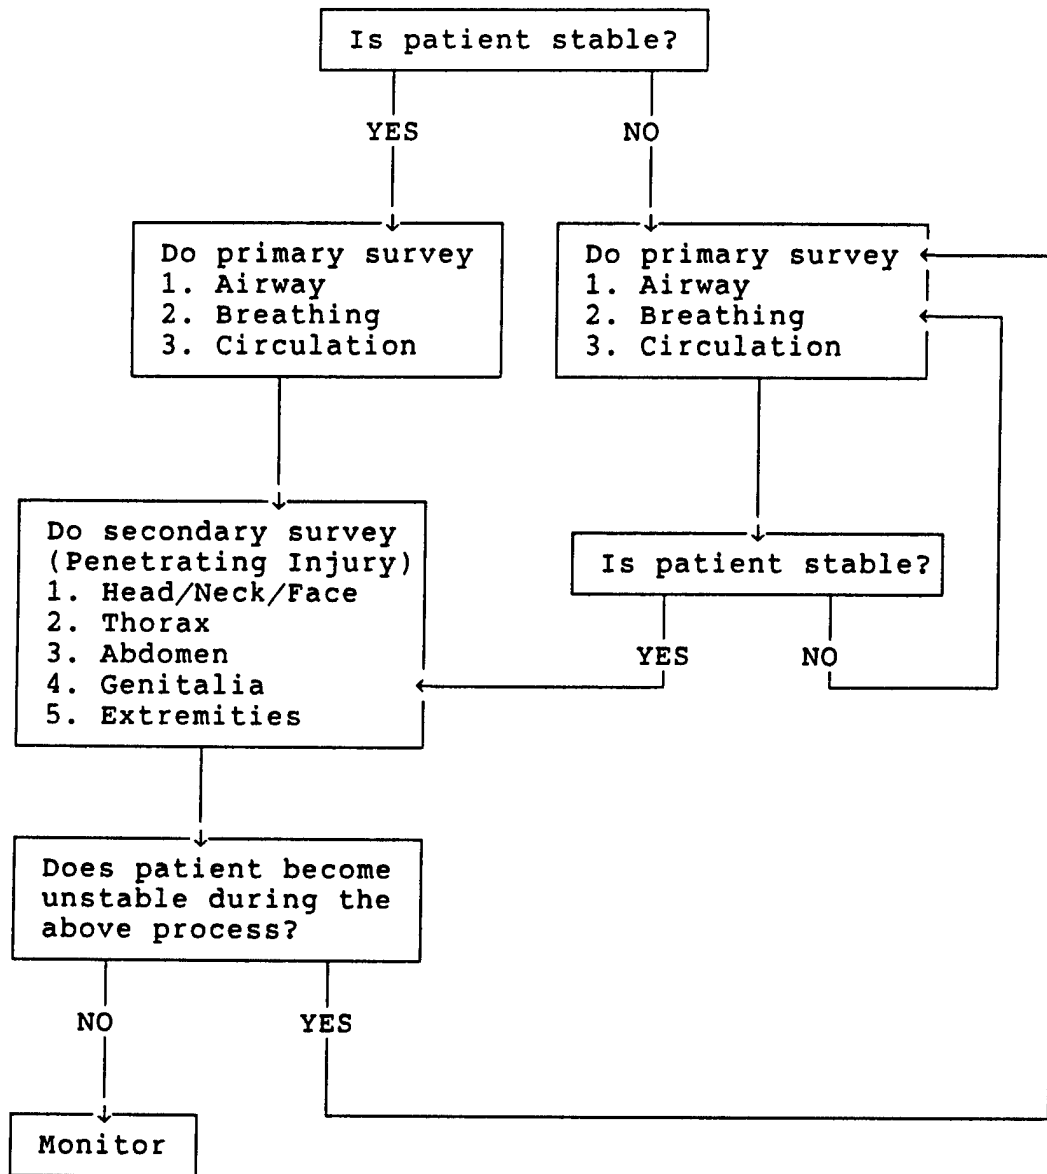 Is patient stable?
YES
NO
Do primary survey
1. Airway
2. Breathing
3. Circulation
Do primary survey
1. Airway
2. Breathing
3. Circulation
Do secondary survey
(Penetrating Injury)
1. Head/Neck/Face
2. Thorax
3. Abdomen
4. Genitalia
5. Extremities
Is patient stable?
YES
NO
Does patient become
unstable during the
above process?
NO
YES
Monitor